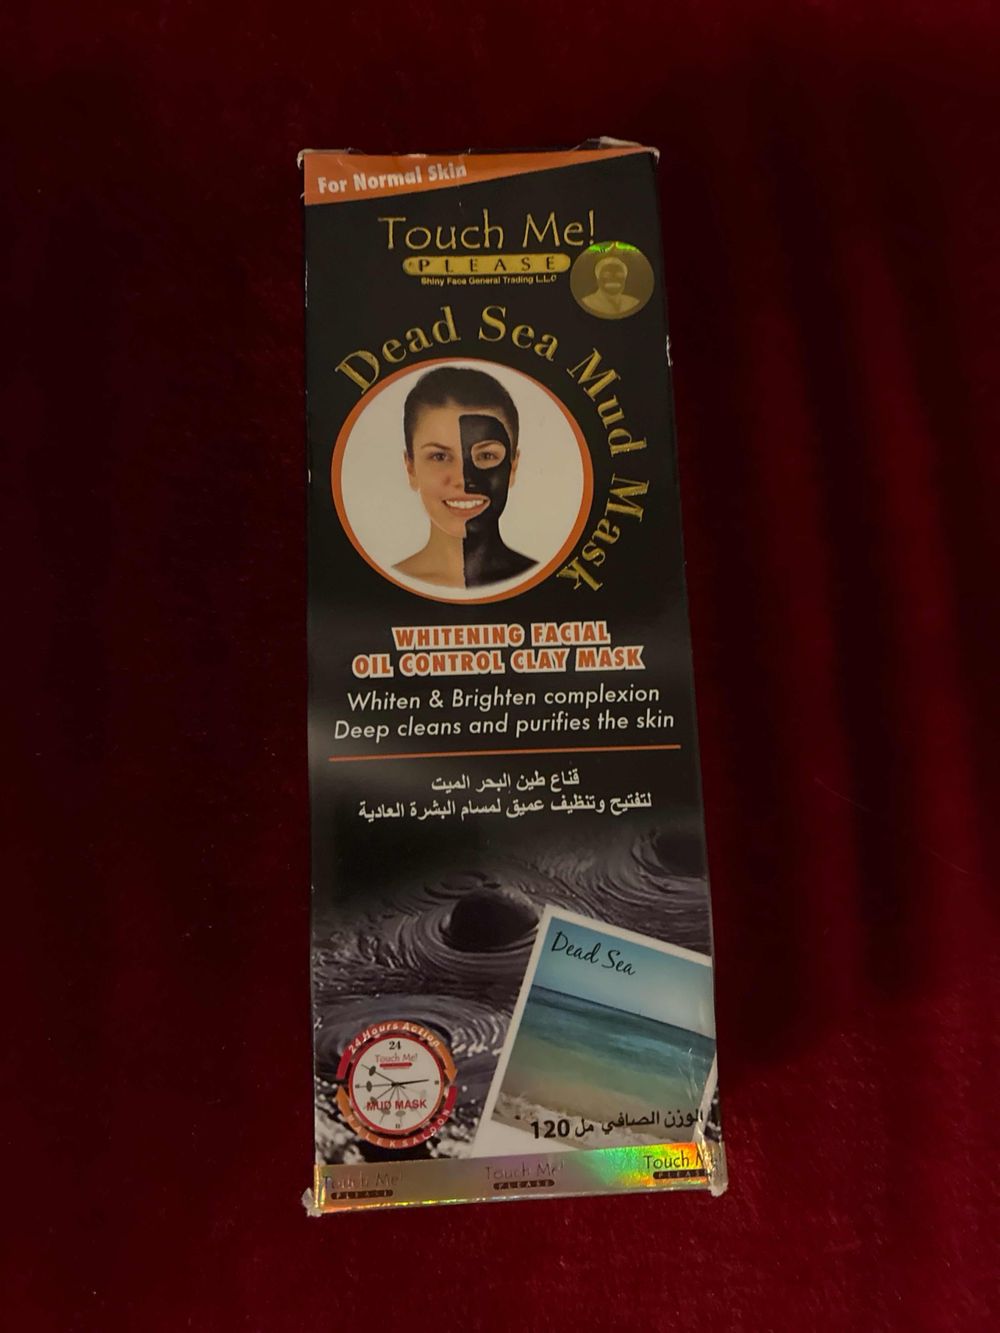 For Normal Skin
Touch Me!
PLEASE
Shiny Face General Trading L.L.C
Dead Sea Mud Mask
WHITENING FACIAL
OIL CONTROL CLAY MASK
Whiten & Brighten complexion
Deep cleans and purifies the skin
قناع طين البحر الميت
لتفتيح وتنظيف عميق لمسام البشرة العادية
Dead Sea
24 Hours Action
24
Touch Me!
MUD MASK
الوزن الصافي مل 120
Touch Me!
PLEASE
Touch Me!
PLEASE
Touch Me!
PLEASE